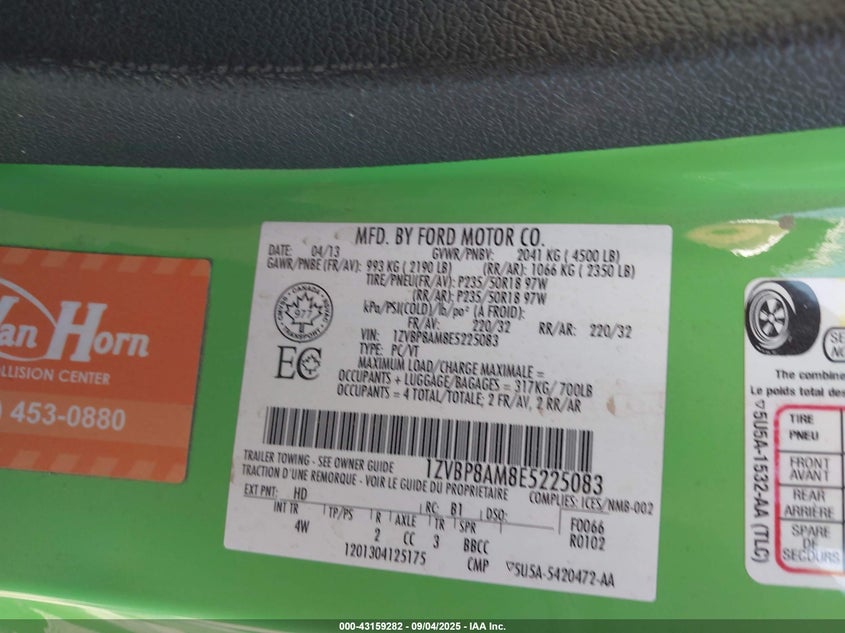 MFD. BY FORD MOTOR CO.
DATE: 04/13 GVWR/PNBV: 2041 KG ( 4500 LB)
GAWR/PNBE (FR/AV): 993 KG ( 2190 LB) (RR/AR): 1066 KG ( 2350 LB)
TIRE/PNEU(FR/AV): P235/50R18 97W
(RR/AR): P235/50R18 97W
kPa/PSI(COLD)/lb/po² (A FROID):
FR/AV: 220/32 RR/AR: 220/32
VIN: 1ZVBP8AM8E5225083
TYPE: PC/VT
MAXIMUM LOAD/CHARGE MAXIMALE =
OCCUPANTS + LUGGAGE/BAGAGES = 317KG/ 700LB
OCCUPANTS = 4 TOTAL/TOTALE; 2 FR/AV, 2 RR/AR
CANADA
977
TRANSPORT
EC
1ZVBP8AM8E5225083
TRAILER TOWING - SEE OWNER GUIDE
TRACTION D'UNE REMORQUE - VOIR LE GUIDE DU PROPRIETAIRE
COMPLIES: ICES/NMB-002
EXT PNT: HD RC: B1 DSO: F0066
INT TR TP/PS R AXLE TR SPR R0102
4W 2 CC 3 BBCC
1201304125175 CMP ▽5U5A-5420472-AA
Van Horn
COLLISION CENTER
) 453-0880
SE
NO
The combine
Le poids total des
▽5U5A-1532-AA (TLC)
TIRE
PNEU
FRONT
AVANT
REAR
ARRIÈRE
SPARE
DE
SECOURS
000-43159282 - 09/04/2025 - IAA Inc.